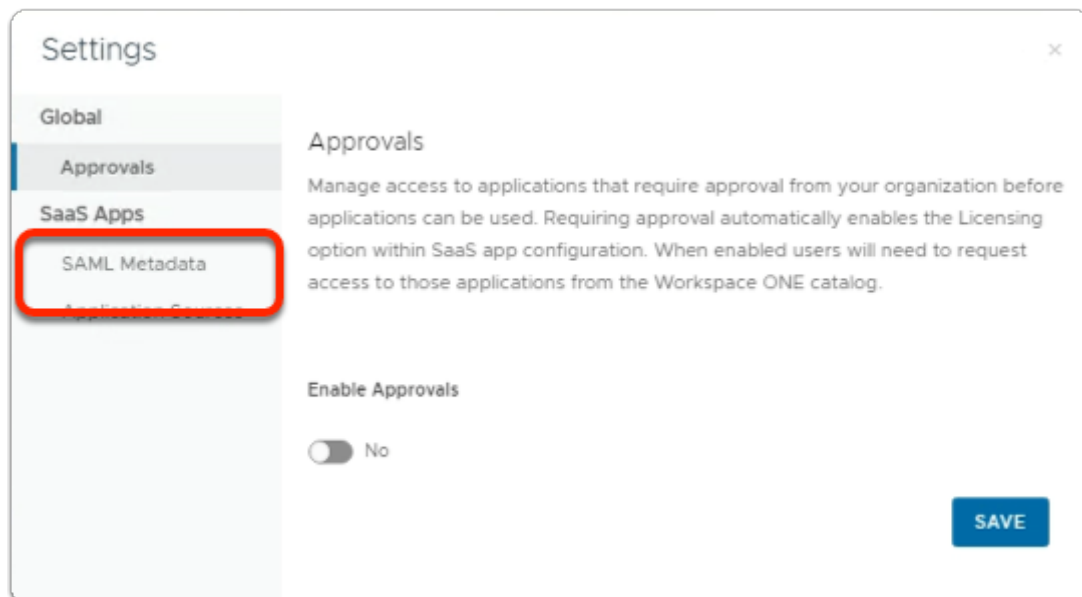 Settings
Global
Approvals
SaaS Apps
SAML Metadata
Application Sources
Approvals
Manage access to applications that require approval from your organization before
applications can be used. Requiring approval automatically enables the Licensing
option within SaaS app configuration. When enabled users will need to request
access to those applications from the Workspace ONE catalog.
Enable Approvals
No
SAVE